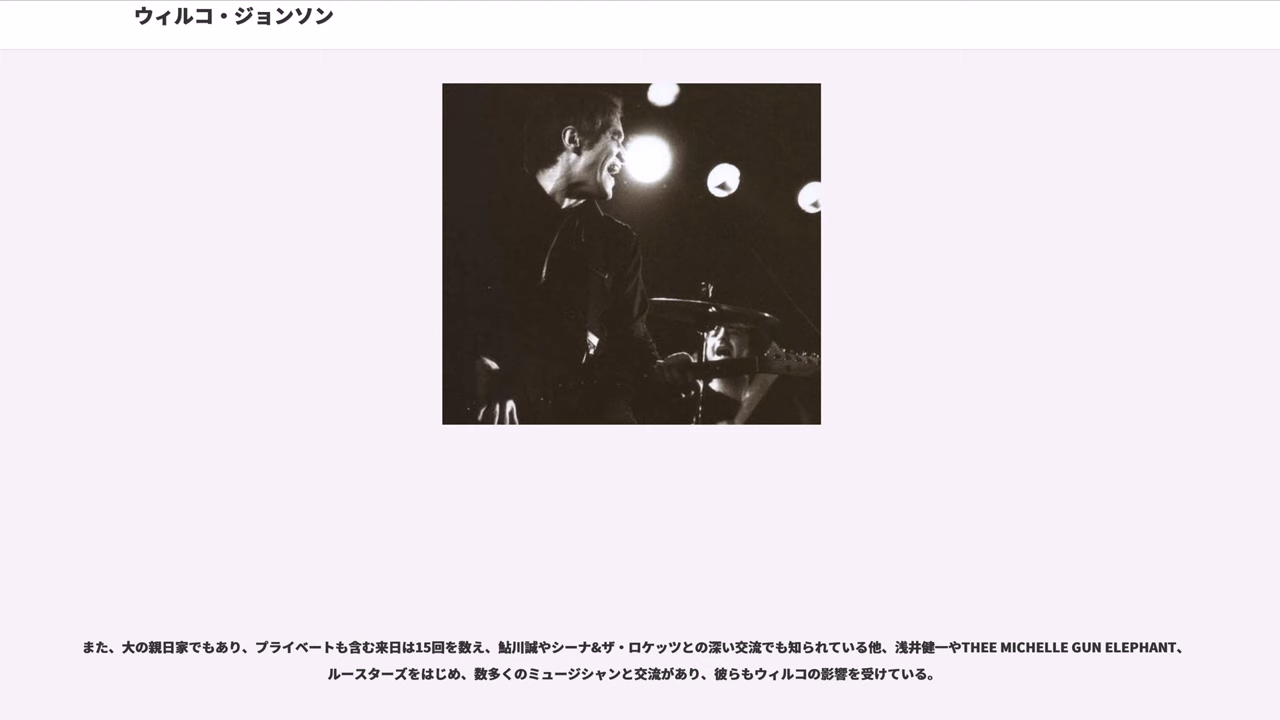 ウィルコ・ジョンソン
また、大の親日家でもあり、プライベートも含む来日は15回を数え、鮎川誠やシーナ&ザ・ロケッツとの深い交流でも知られている他、浅井健一やTHEE MICHELLE GUN ELEPHANT、
ルースターズをはじめ、数多くのミュージシャンと交流があり、彼らもウィルコの影響を受けている。